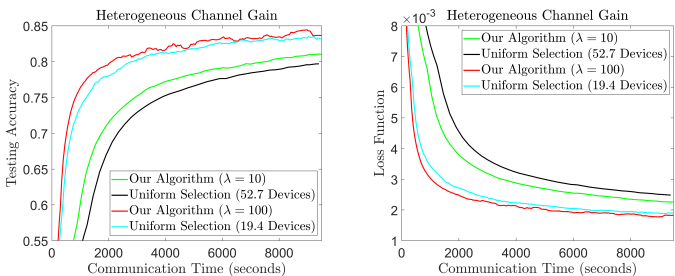 Heterogeneous Channel Gain
Testing Accuracy
0.85
0.8
0.75
0.7
0.65
0.6
0.55
Our Algorithm (λ = 10)
Uniform Selection (52.7 Devices)
Our Algorithm (λ = 100)
Uniform Selection (19.4 Devices)
0 2000 4000 6000 8000
Communication Time (seconds)
Heterogeneous Channel Gain
×10⁻³
Loss Function
8
7
6
5
4
3
2
1
Our Algorithm (λ = 10)
Uniform Selection (52.7 Devices)
Our Algorithm (λ = 100)
Uniform Selection (19.4 Devices)
0 2000 4000 6000 8000
Communication Time (seconds)